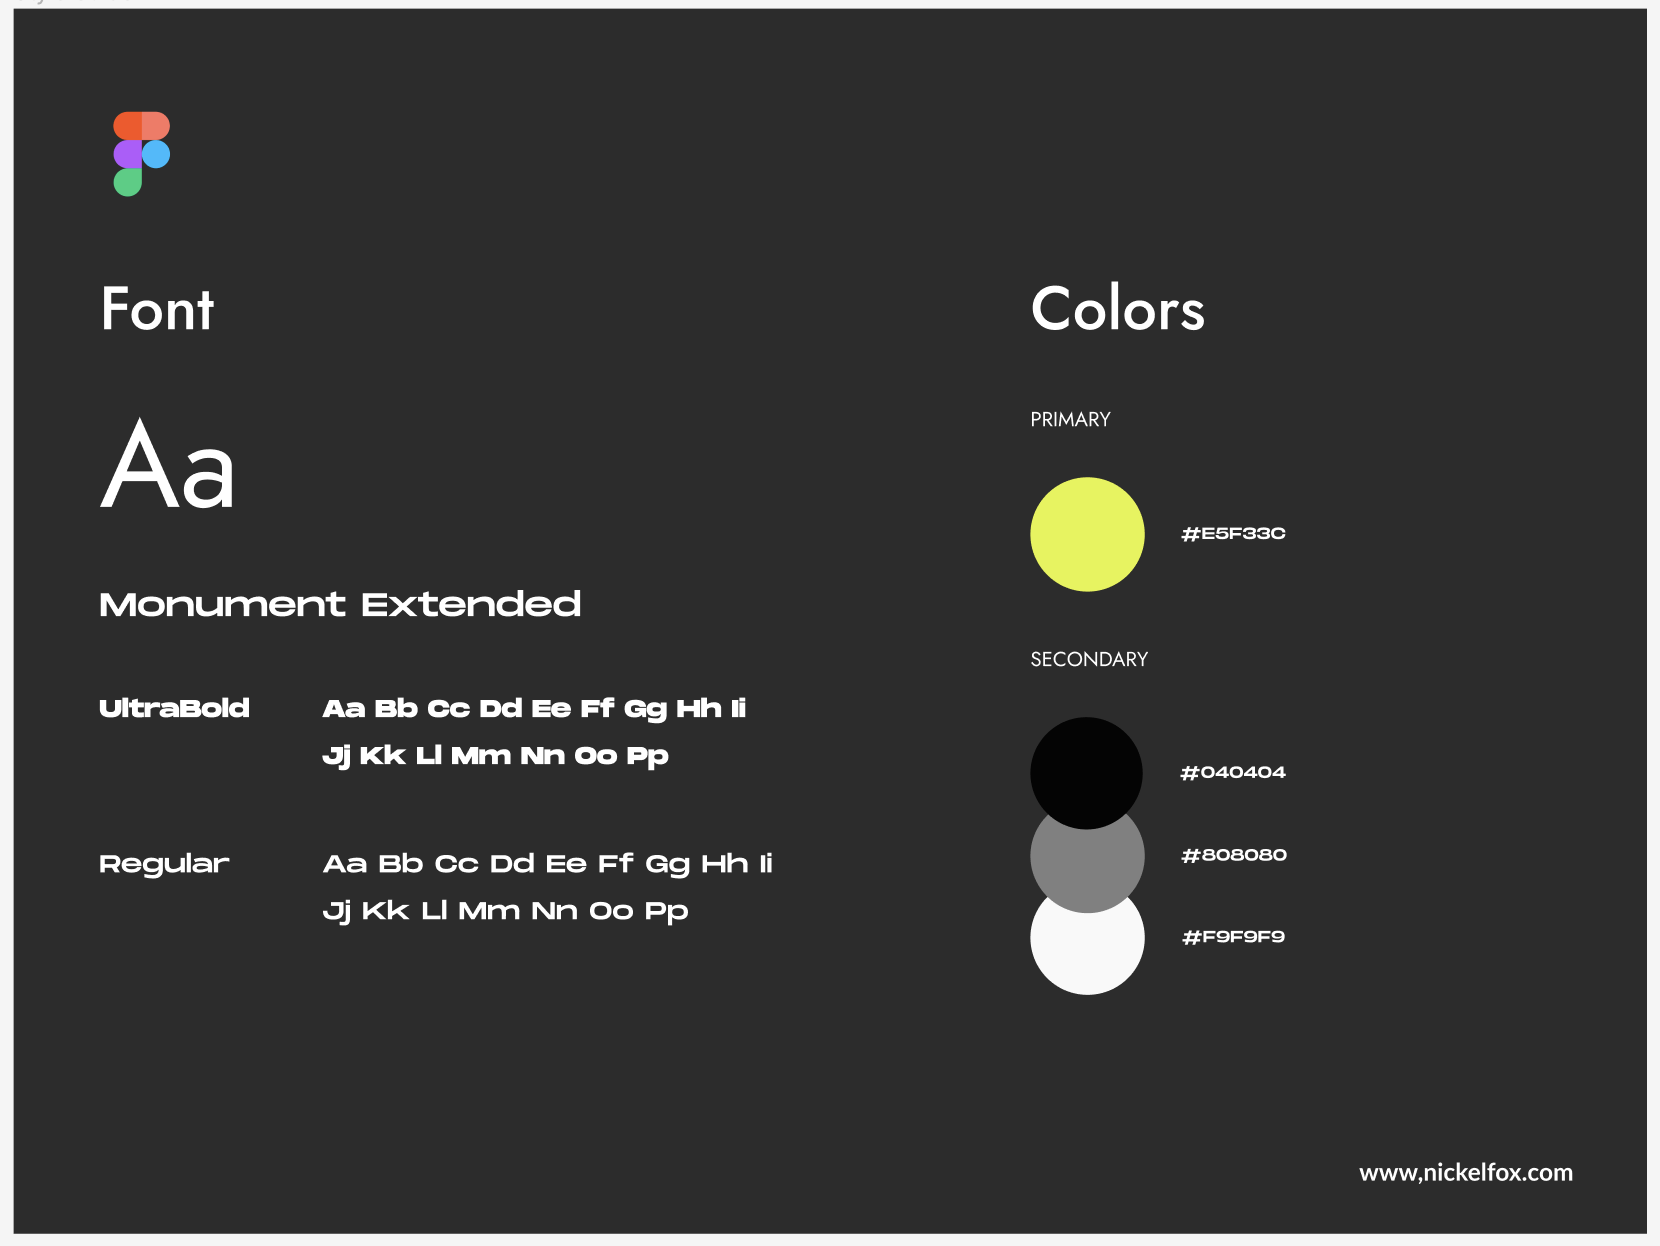 Font
Aa
Monument Extended
UltraBold
Aa Bb Cc Dd Ee Ff Gg Hh Ii
Jj Kk Ll Mm Nn Oo Pp
Regular
Aa Bb Cc Dd Ee Ff Gg Hh Ii
Jj Kk Ll Mm Nn Oo Pp
Colors
PRIMARY
#E5F33C
SECONDARY
#040404
#808080
#F9F9F9
www,nickelfox.com